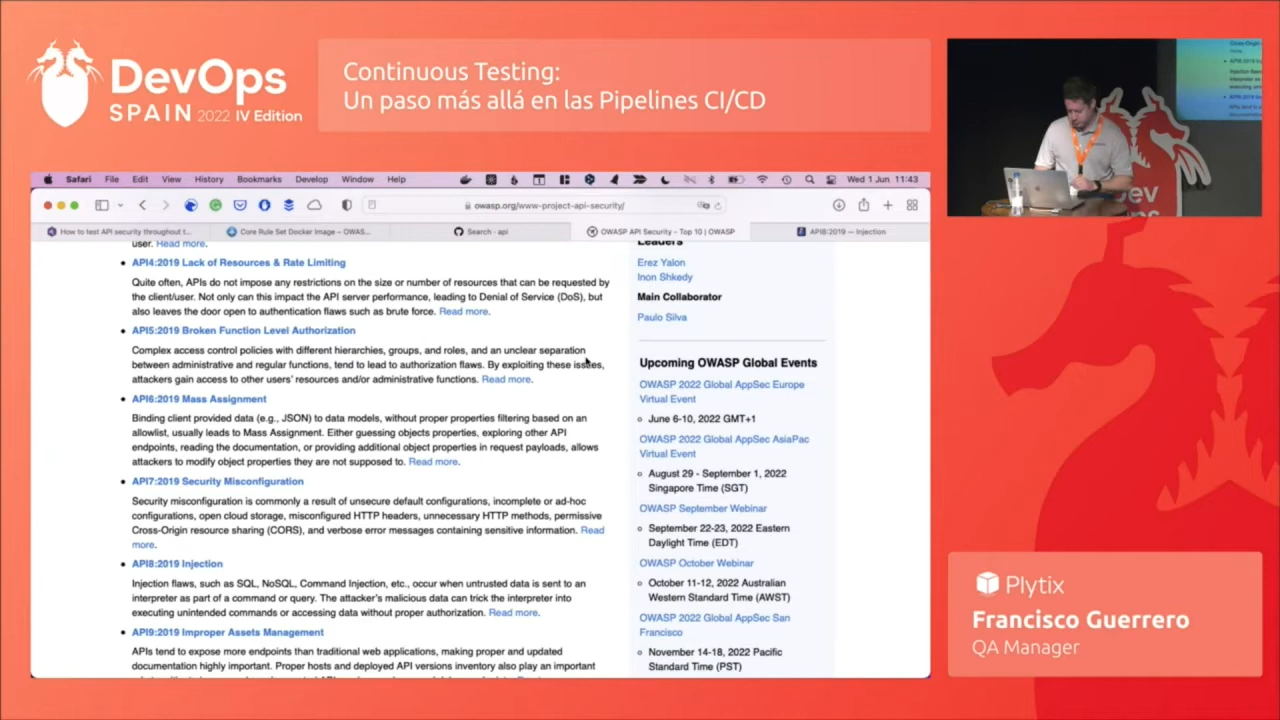 DevOps
SPAIN 2022 IV Edition
Continuous Testing:
Un paso más allá en las Pipelines CI/CD
Safari File Edit View History Bookmarks Develop Window Help Wed 1 Jun 11:43
owasp.org/www-project-api-security/
How to test API security throughout t... Core Rule Set Docker Image – OWAS... Search · api OWASP API Security - Top 10 | OWASP API8 — Injection
user. Read more.
API4:2019 Lack of Resources & Rate Limiting
Quite often, APIs do not impose any restrictions on the size or number of resources that can be requested by
the client/user. Not only can this impact the API server performance, leading to Denial of Service (DoS), but
also leaves the door open to authentication flaws such as brute force. Read more.
API5:2019 Broken Function Level Authorization
Complex access control policies with different hierarchies, groups, and roles, and an unclear separation
between administrative and regular functions, tend to lead to authorization flaws. By exploiting these issues,
attackers gain access to other users’ resources and/or administrative functions. Read more.
API6:2019 Mass Assignment
Binding client provided data (e.g., JSON) to data models, without proper properties filtering based on an
allowlist, usually leads to Mass Assignment. Either guessing objects properties, exploring other API
endpoints, reading the documentation, or providing additional object properties in request payloads, allows
attackers to modify object properties they are not supposed to. Read more.
API7:2019 Security Misconfiguration
Security misconfiguration is commonly a result of unsecure default configurations, incomplete or ad-hoc
configurations, open cloud storage, misconfigured HTTP headers, unnecessary HTTP methods, permissive
Cross-Origin resource sharing (CORS), and verbose error messages containing sensitive information. Read
more.
API8:2019 Injection
Injection flaws, such as SQL, NoSQL, Command Injection, etc., occur when untrusted data is sent to an
interpreter as part of a command or query. The attacker’s malicious data can trick the interpreter into
executing unintended commands or accessing data without proper authorization. Read more.
API9:2019 Improper Assets Management
APIs tend to expose more endpoints than traditional web applications, making proper and updated
documentation highly important. Proper hosts and deployed API versions inventory also play an important
Leaders
Erez Yalon
Inon Shkedy
Main Collaborator
Paulo Silva
Upcoming OWASP Global Events
OWASP 2022 Global AppSec Europe
Virtual Event
June 6-10, 2022 GMT+1
OWASP 2022 Global AppSec AsiaPac
Virtual Event
August 29 - September 1, 2022
Singapore Time (SGT)
OWASP September Webinar
September 22-23, 2022 Eastern
Daylight Time (EDT)
OWASP October Webinar
October 11-12, 2022 Australian
Western Standard Time (AWST)
OWASP 2022 Global AppSec San
Francisco
November 14-18, 2022 Pacific
Standard Time (PST)
Plytix
Francisco Guerrero
QA Manager